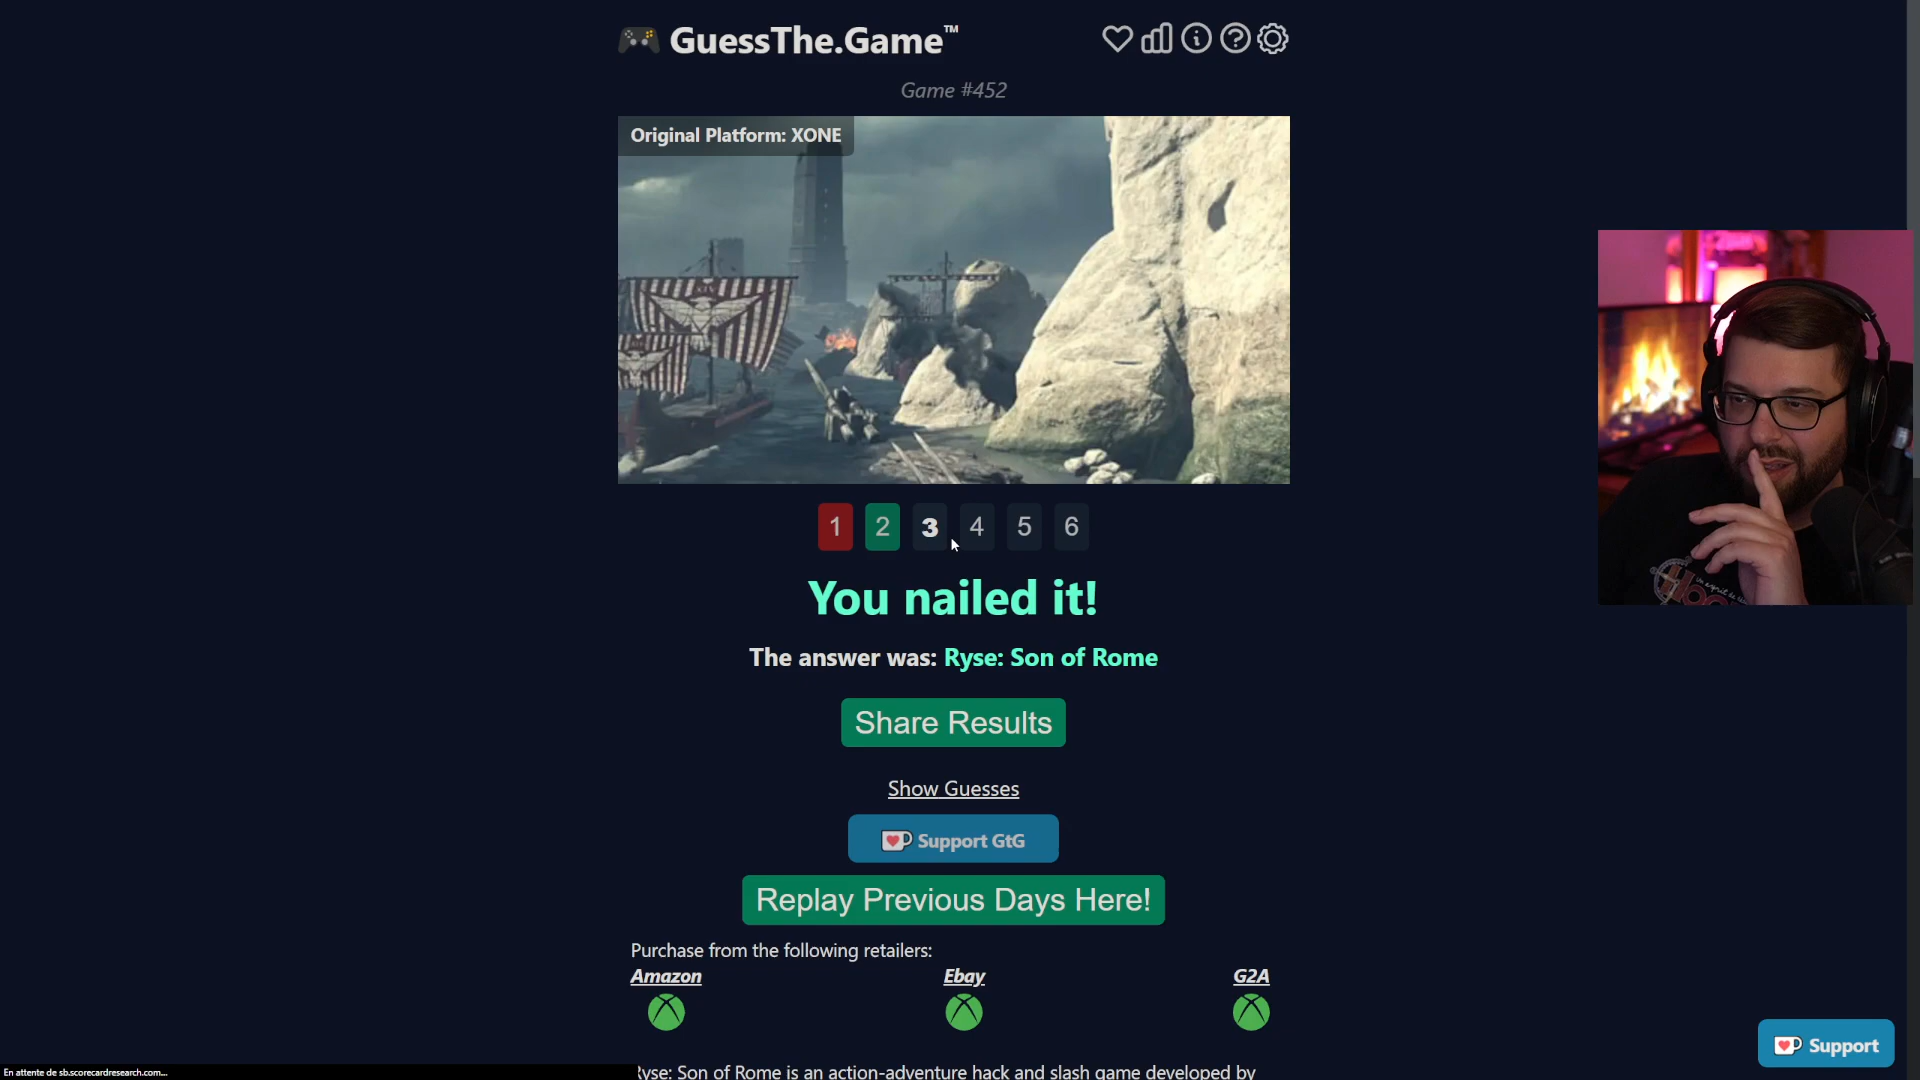 GuessThe.Game™
Game #452
Original Platform: XONE
1 2 3 4 5 6
You nailed it!
The answer was: Ryse: Son of Rome
Share Results
Show Guesses
Support GtG
Replay Previous Days Here!
Purchase from the following retailers:
Amazon Ebay G2A
Support
En attente de sb.scorecardresearch.com...
Ryse: Son of Rome is an action-adventure hack and slash game developed by